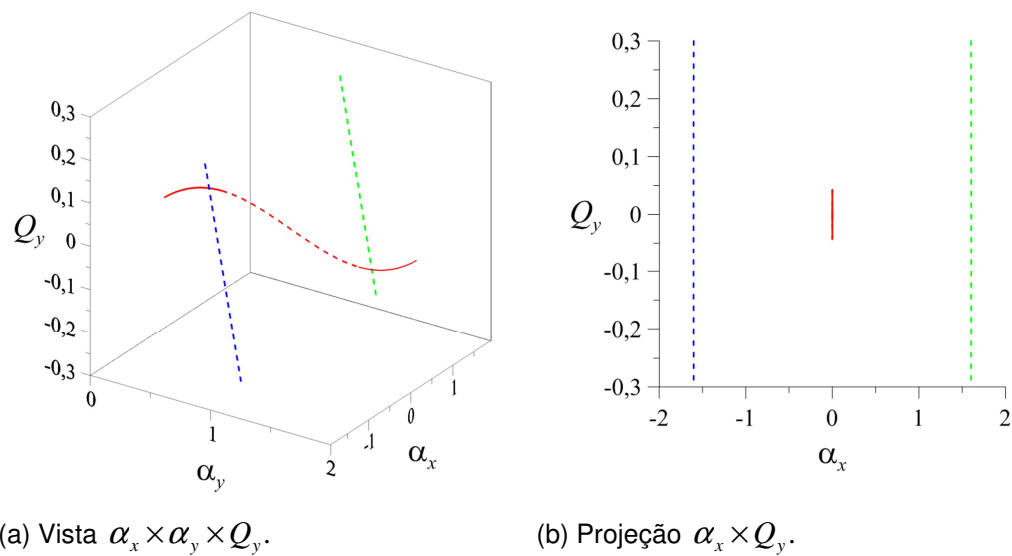 0,3
0,2
0,1
Q_y 0
-0,1
-0,2
-0,3
0
1
2
α_y
-1
0
1
α_x
(a) Vista α_x×α_y×Q_y.
0,3
0,2
0,1
Q_y 0
-0,1
-0,2
-0,3
-2 -1 0 1 2
α_x
(b) Projeção α_x×Q_y.